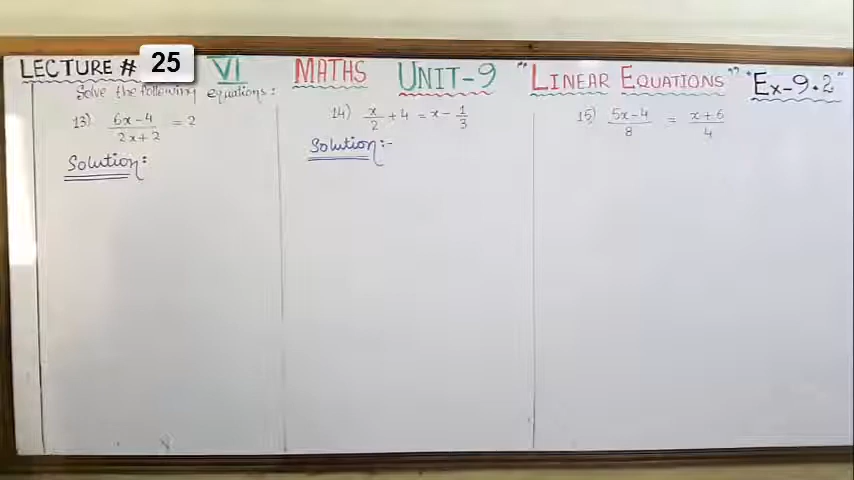 LECTURE # 25 VI MATHS UNIT-9 "LINEAR EQUATIONS" "Ex-9.2"
Solve the following equations:
13) 6x-4/2x+2 = 2
Solution:
14) x/2 + 4 = x - 1/3
Solution:-
15) 5x-4/8 = x+6/4